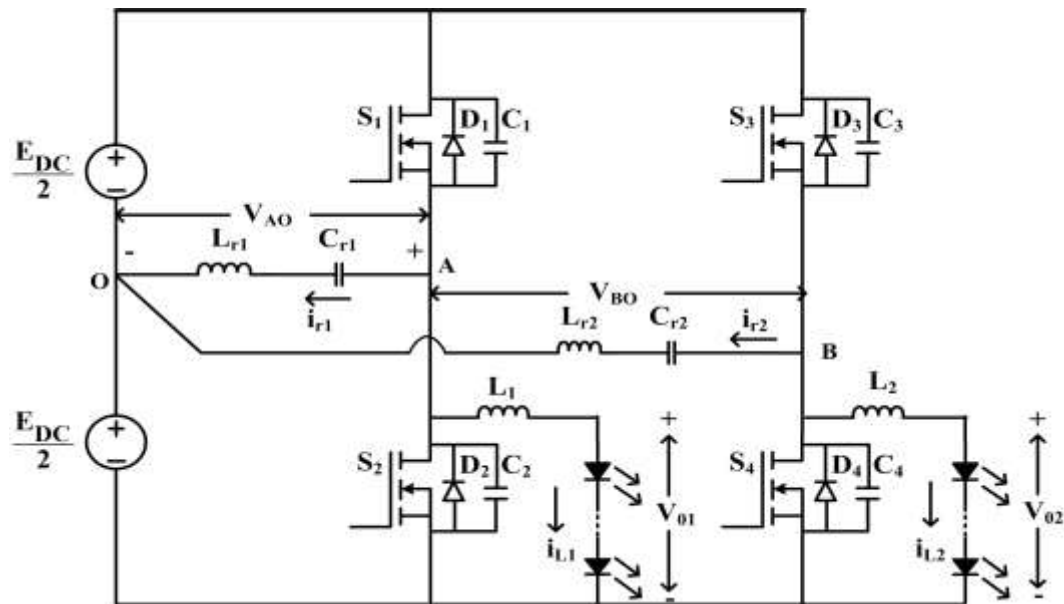 S₁
D₁
C₁
S₃
D₃
C₃
E_DC
2
+
−
V_AO
-
+
L_r1
C_r1
O
A
i_r1
V_BO
L_r2
C_r2
i_r2
B
L₁
L₂
E_DC
2
+
−
S₂
D₂
C₂
+
V₀₁
-
i_L1
S₄
D₄
C₄
+
V₀₂
-
i_L2